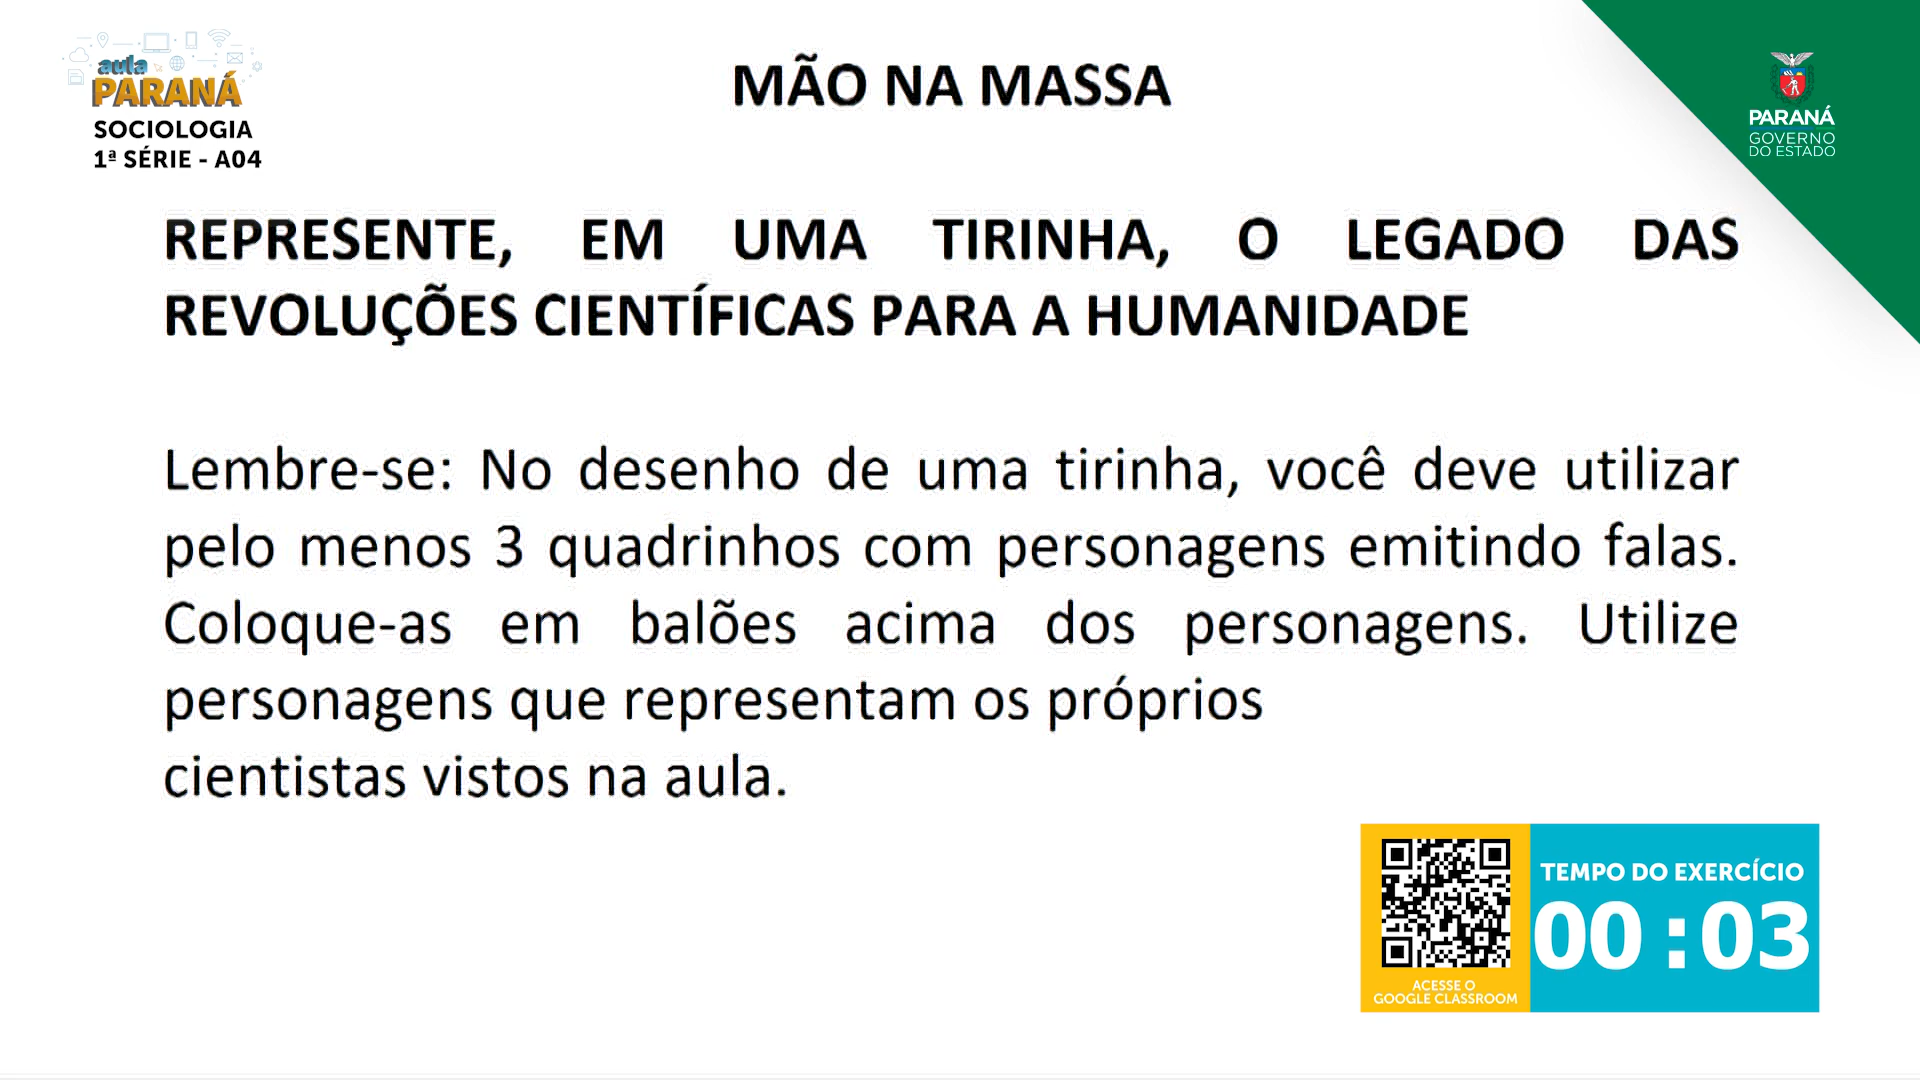 aula
PARANÁ
SOCIOLOGIA
1ª SÉRIE - A04
MÃO NA MASSA
PARANÁ
GOVERNO
DO ESTADO
REPRESENTE, EM UMA TIRINHA, O LEGADO DAS
REVOLUÇÕES CIENTÍFICAS PARA A HUMANIDADE
Lembre-se: No desenho de uma tirinha, você deve utilizar
pelo menos 3 quadrinhos com personagens emitindo falas.
Coloque-as em balões acima dos personagens. Utilize
personagens que representam os próprios
cientistas vistos na aula.
ACESSE O
GOOGLE CLASSROOM
TEMPO DO EXERCÍCIO
00:03